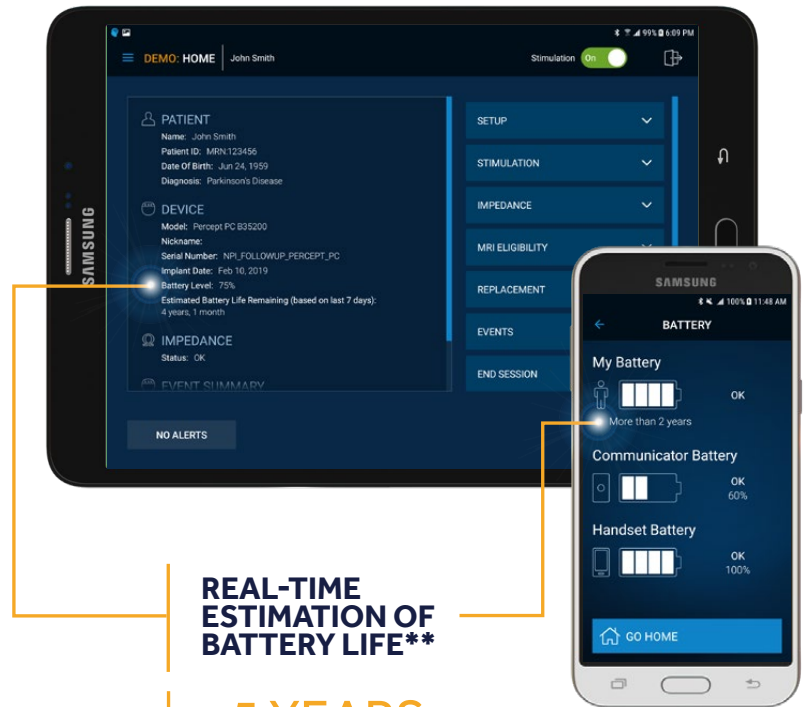 99% 6:09 PM
DEMO: HOME John Smith
Stimulation On
PATIENT
Name: John Smith
Patient ID: MRN:123456
Date Of Birth: Jun 24, 1959
Diagnosis: Parkinson's Disease
DEVICE
Model: Percept PC B35200
Nickname:
Serial Number: NPI_FOLLOWUP_PERCEPT_PC
Implant Date: Feb 10, 2019
Battery Level: 75%
Estimated Battery Life Remaining (based on last 7 days):
4 years, 1 month
IMPEDANCE
Status: OK
EVENT SUMMARY
NO ALERTS
SETUP
STIMULATION
IMPEDANCE
MRI ELIGIBILITY
REPLACEMENT
EVENTS
END SESSION
SAMSUNG
SAMSUNG
100% 11:48 AM
BATTERY
My Battery
OK
More than 2 years
Communicator Battery
OK
60%
Handset Battery
OK
100%
GO HOME
REAL-TIME
ESTIMATION OF
BATTERY LIFE**
5 YEARS